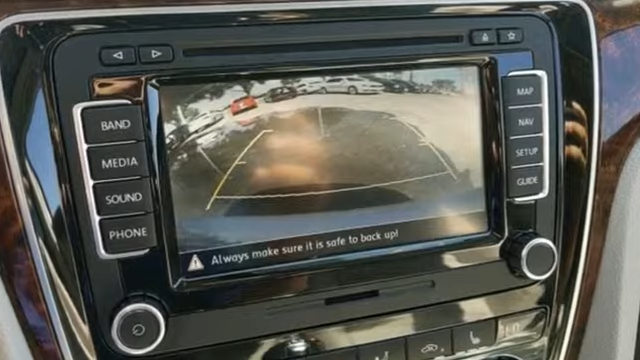 BAND
MEDIA
SOUND
PHONE
MAP
NAV
SETUP
GUIDE
Always make sure it is safe to back up!